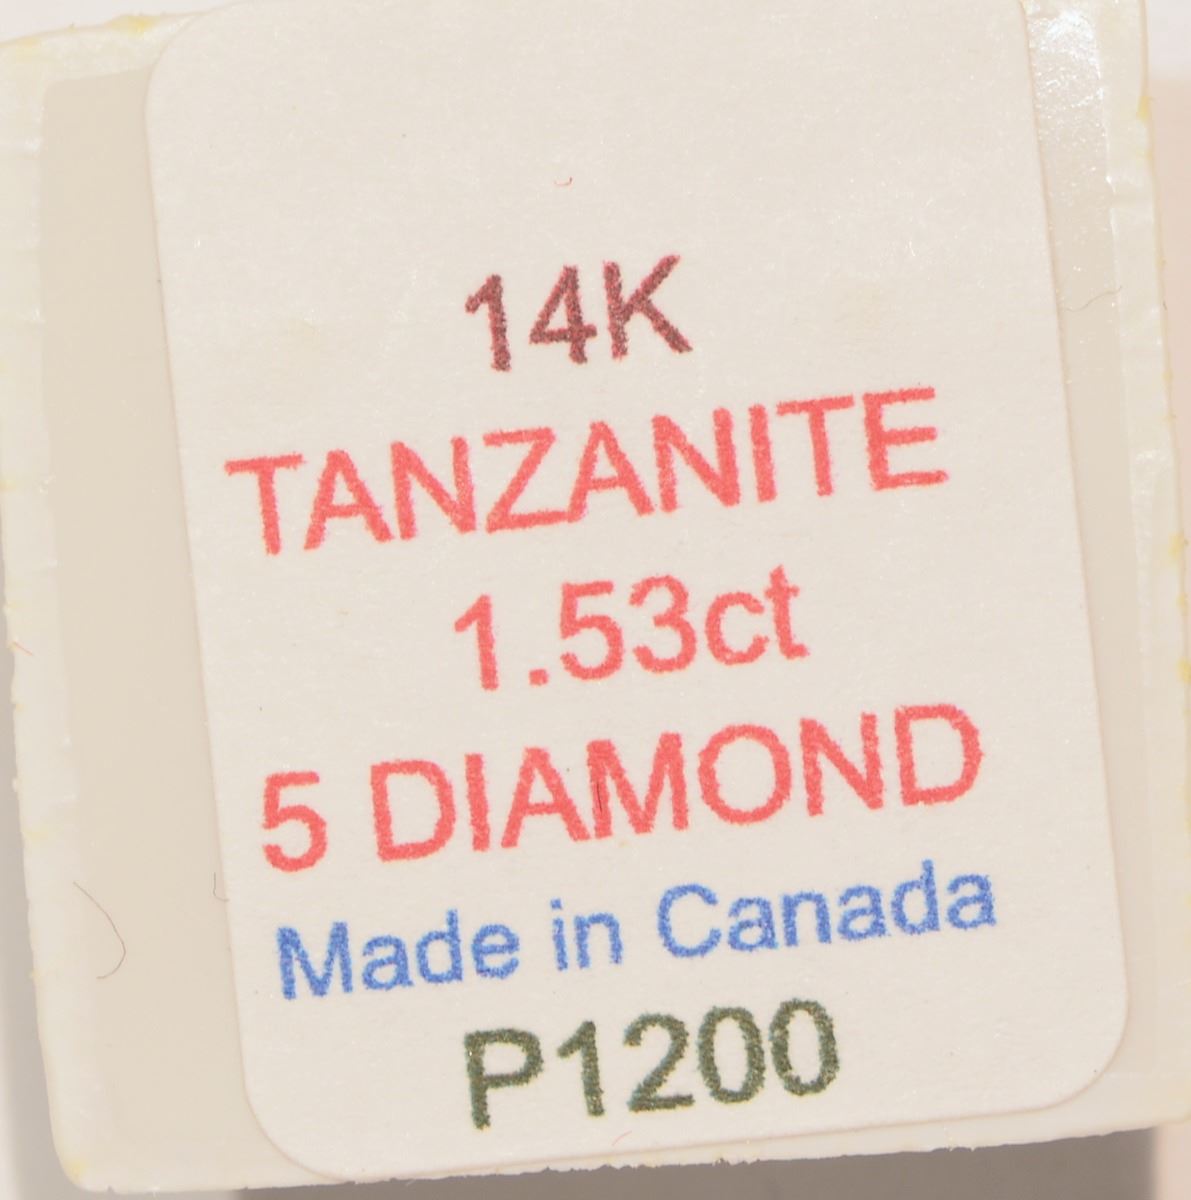 14K
TANZANITE
1.53ct
5 DIAMOND
Made in Canada
P1200